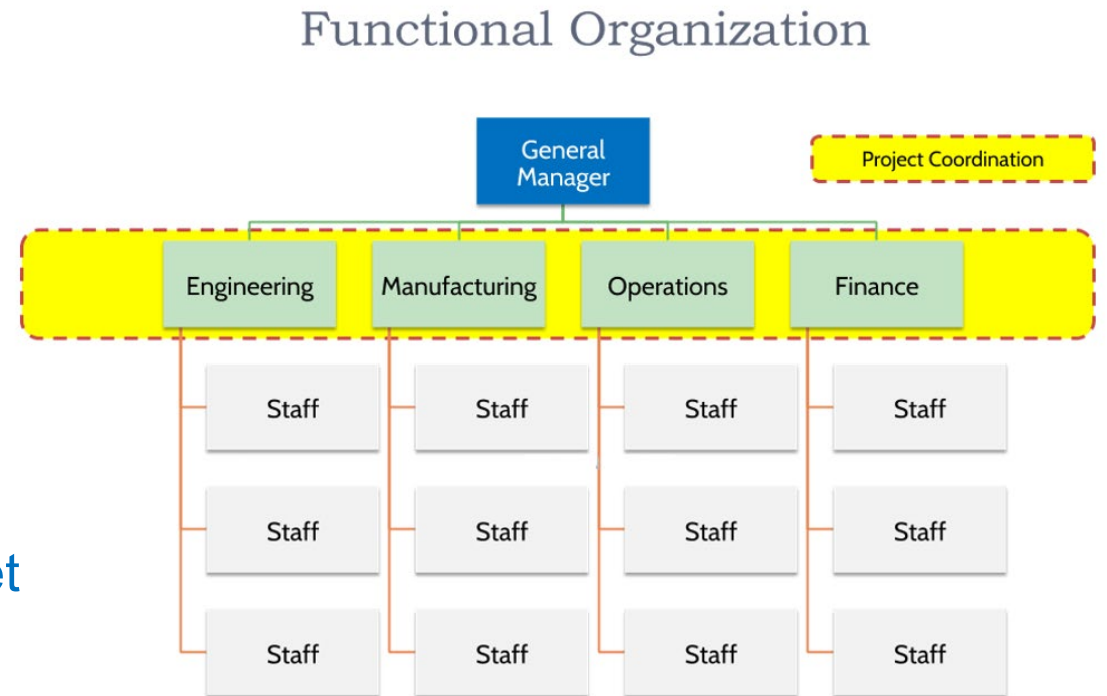 Functional Organization
General
Manager
Project Coordination
Engineering
Manufacturing
Operations
Finance
Staff
Staff
Staff
Staff
Staff
Staff
Staff
Staff
et
Staff
Staff
Staff
Staff